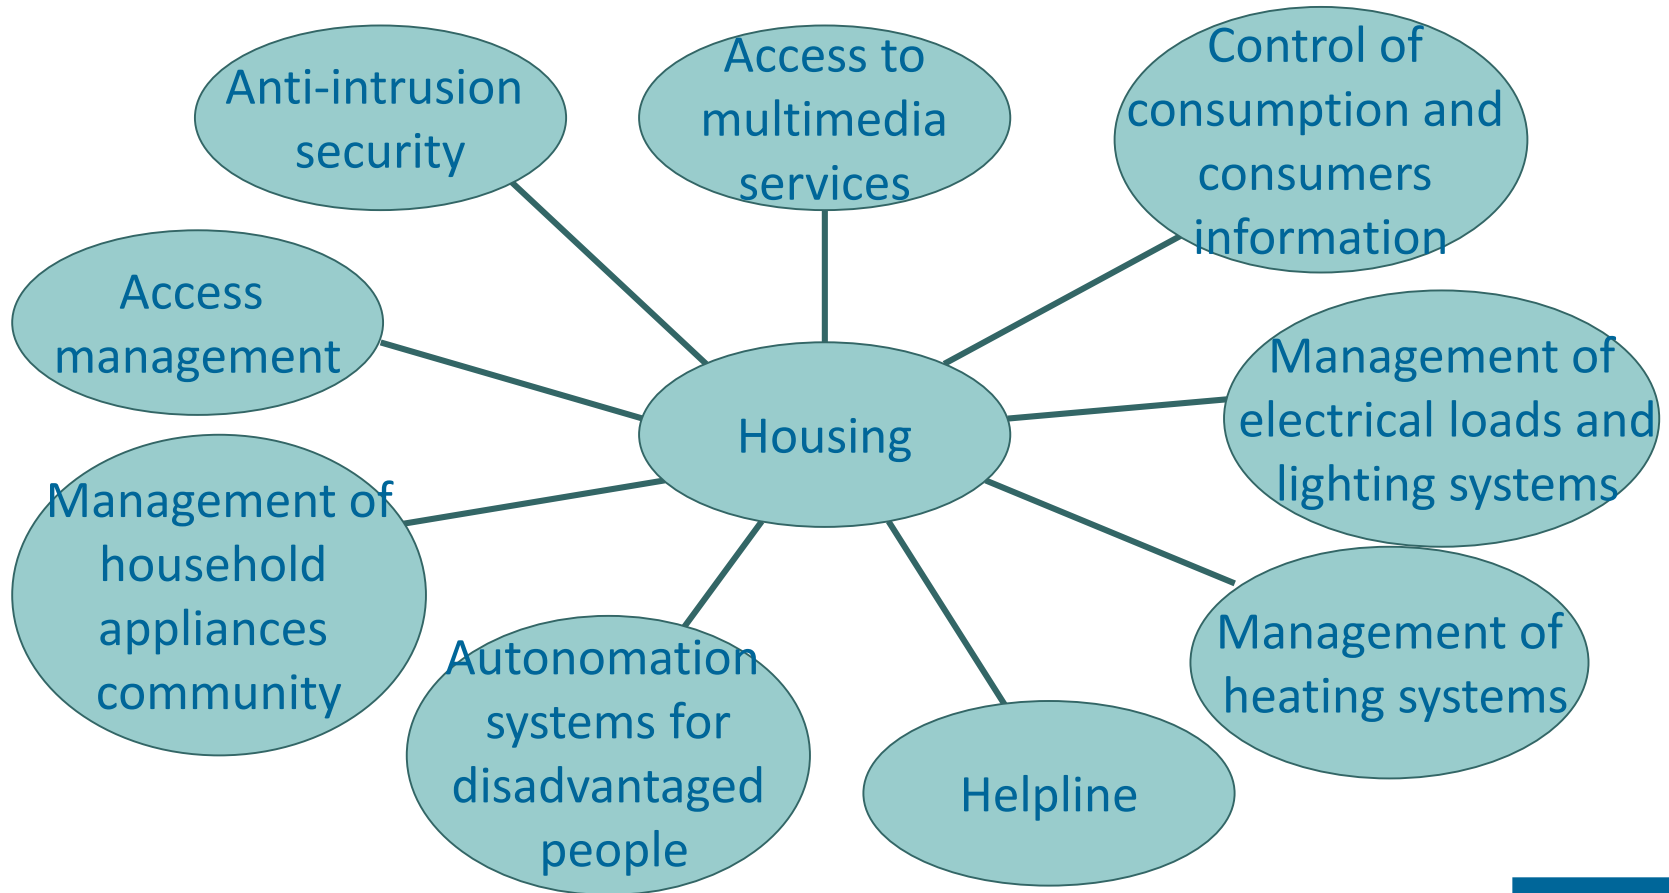 Anti-intrusion
security
Access to
multimedia
services
Control of
consumption and
consumers
information
Access
management
Housing
Management of
electrical loads and
lighting systems
Management of
household
appliances
community
Autonomation
systems for
disadvantaged
people
Helpline
Management of
heating systems